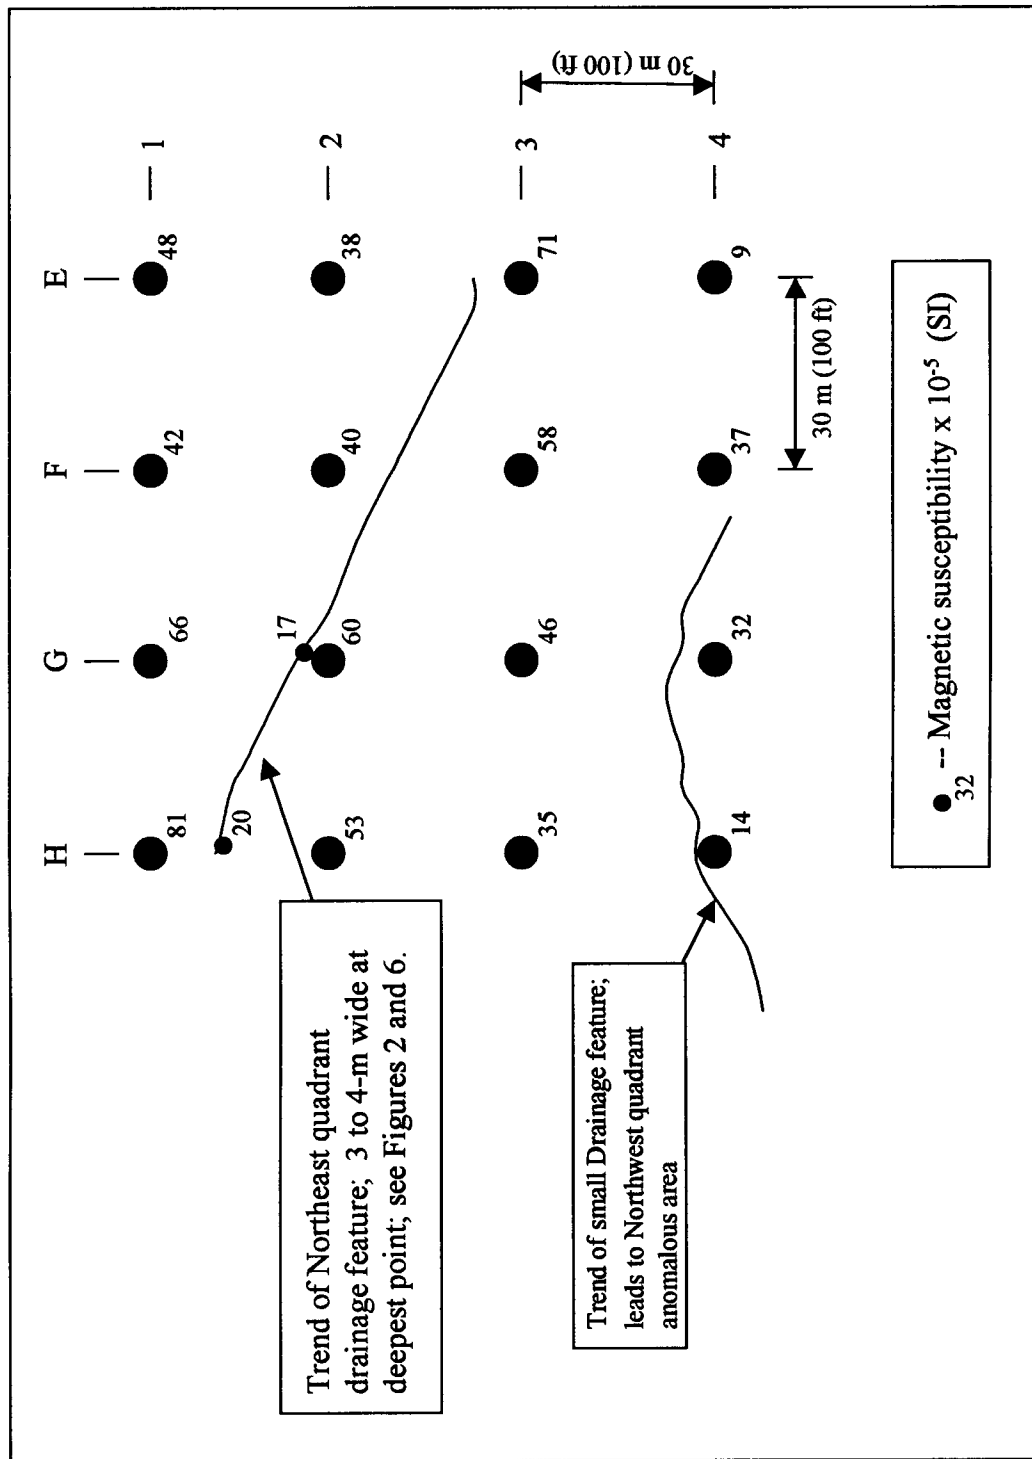 H G F E
81 66 42 48 — 1
20
17
53 60 40 38 — 2
35 46 58 71 — 3
14 32 37 9 — 4
30 m (100 ft)
30 m (100 ft)
Trend of Northeast quadrant
drainage feature; 3 to 4-m wide at
deepest point; see Figures 2 and 6.
Trend of small Drainage feature;
leads to Northwest quadrant
anomalous area
32 -- Magnetic susceptibility x 10⁻⁵ (SI)